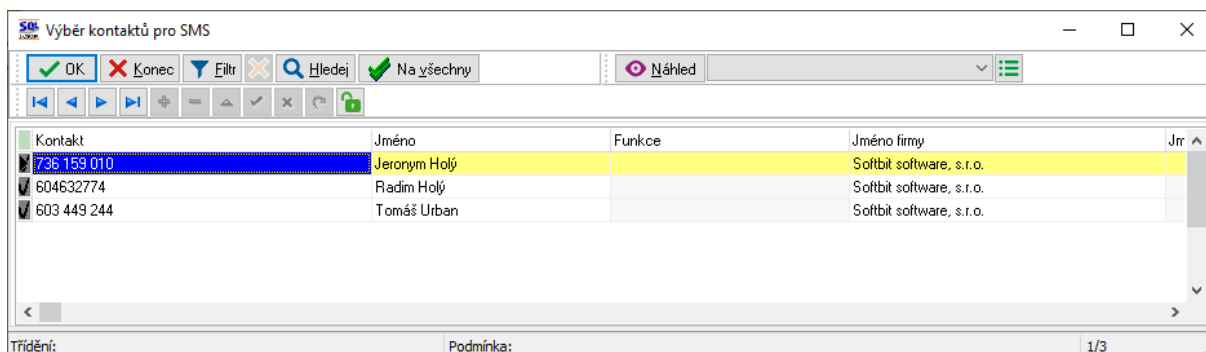 SQL Výběr kontaktů pro SMS
OK Konec Filtr Hledej Na všechny Náhled
Kontakt Jméno Funkce Jméno firmy Jm
736 159 010 Jeronym Holý Softbit software, s.r.o.
604632774 Radim Holý Softbit software, s.r.o.
603 449 244 Tomáš Urban Softbit software, s.r.o.
Třídění: Podmínka: 1/3